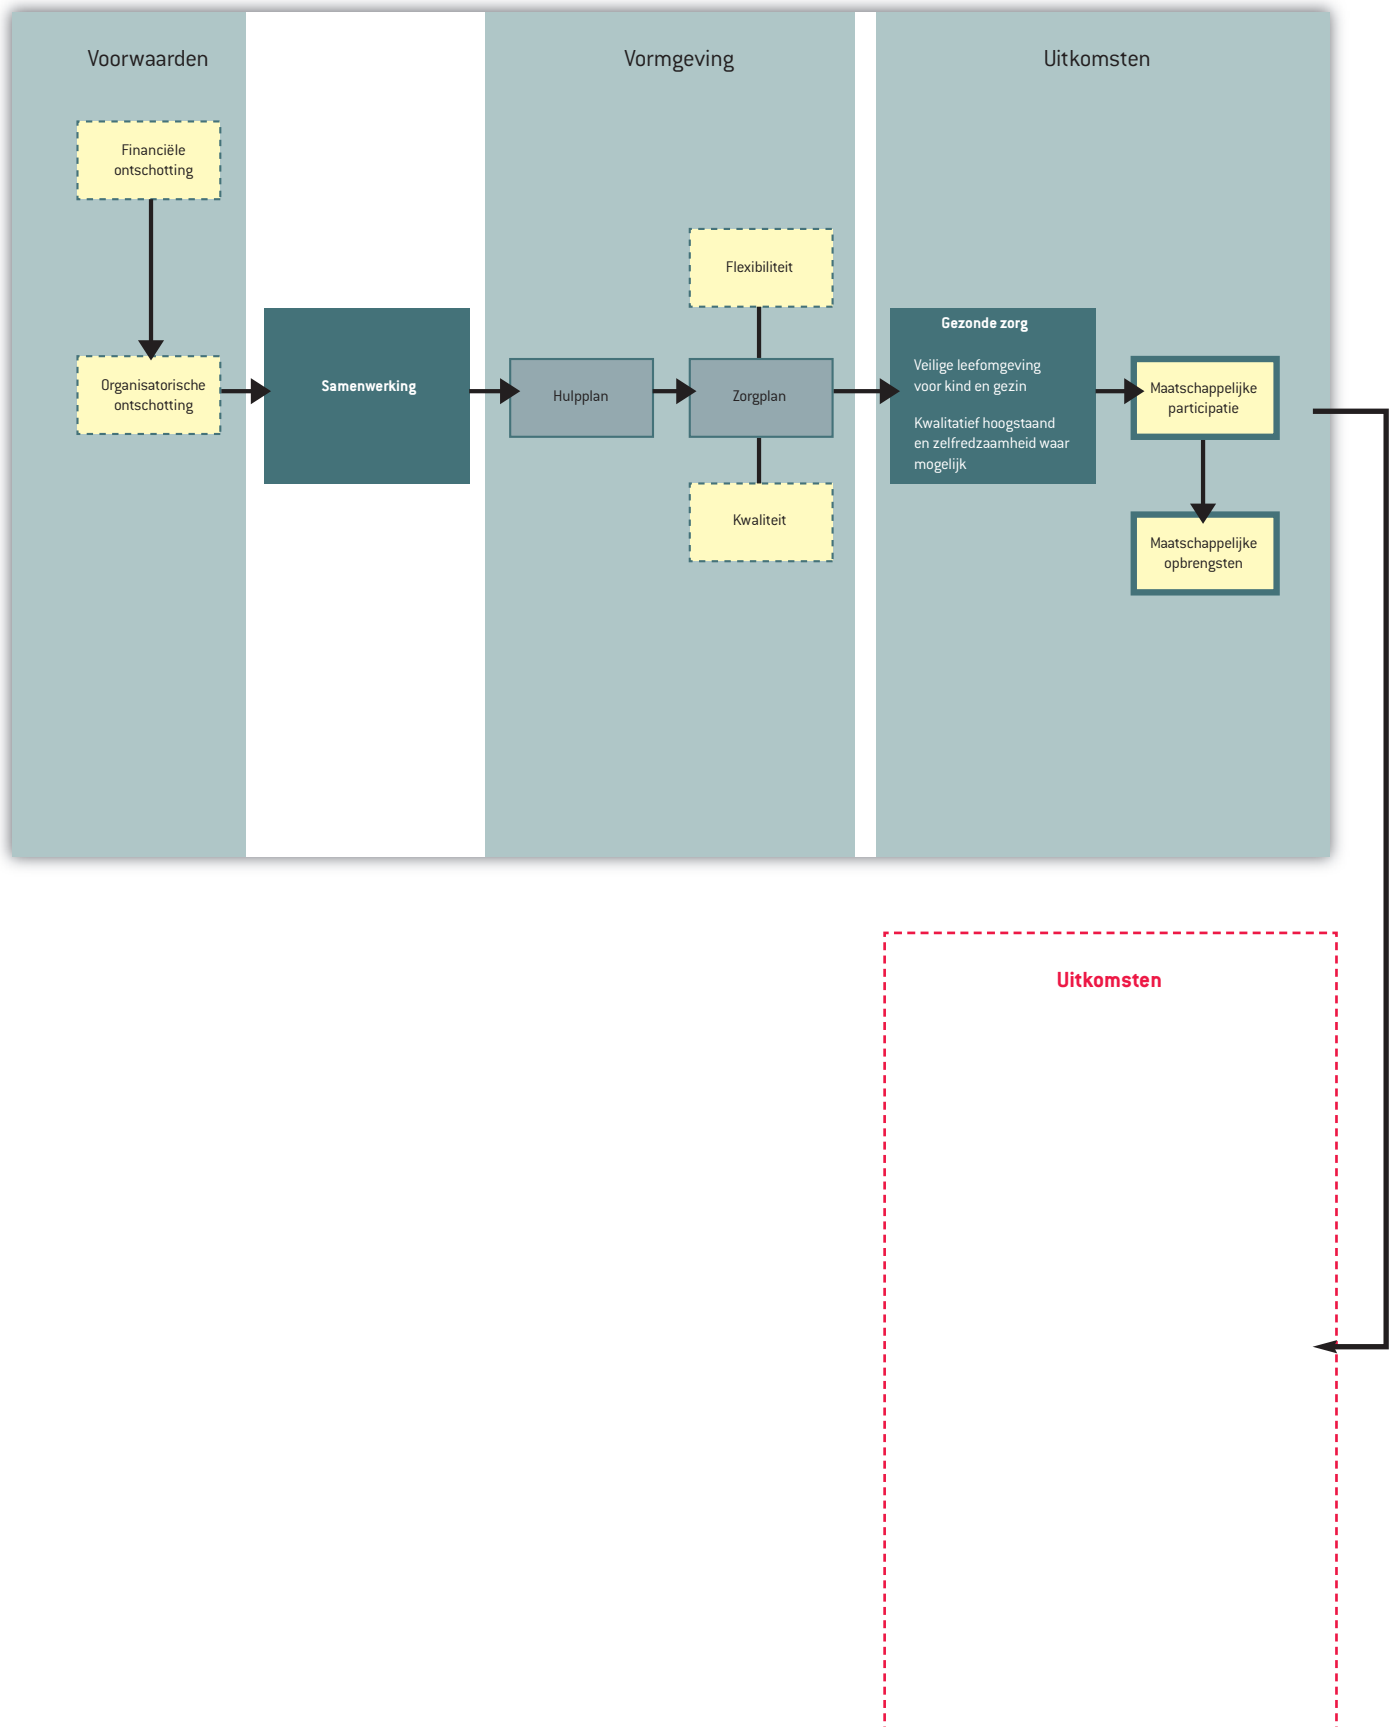 Voorwaarden
Vormgeving
Uitkomsten
Financiële
ontschotting
Organisatorische
ontschotting
Samenwerking
Flexibiliteit
Hulpplan
Zorgplan
Kwaliteit
Gezonde zorg
Veilige leefomgeving
voor kind en gezin
Kwalitatief hoogstaand
en zelfredzaamheid waar
mogelijk
Maatschappelijke
participatie
Maatschappelijke
opbrengsten
Uitkomsten